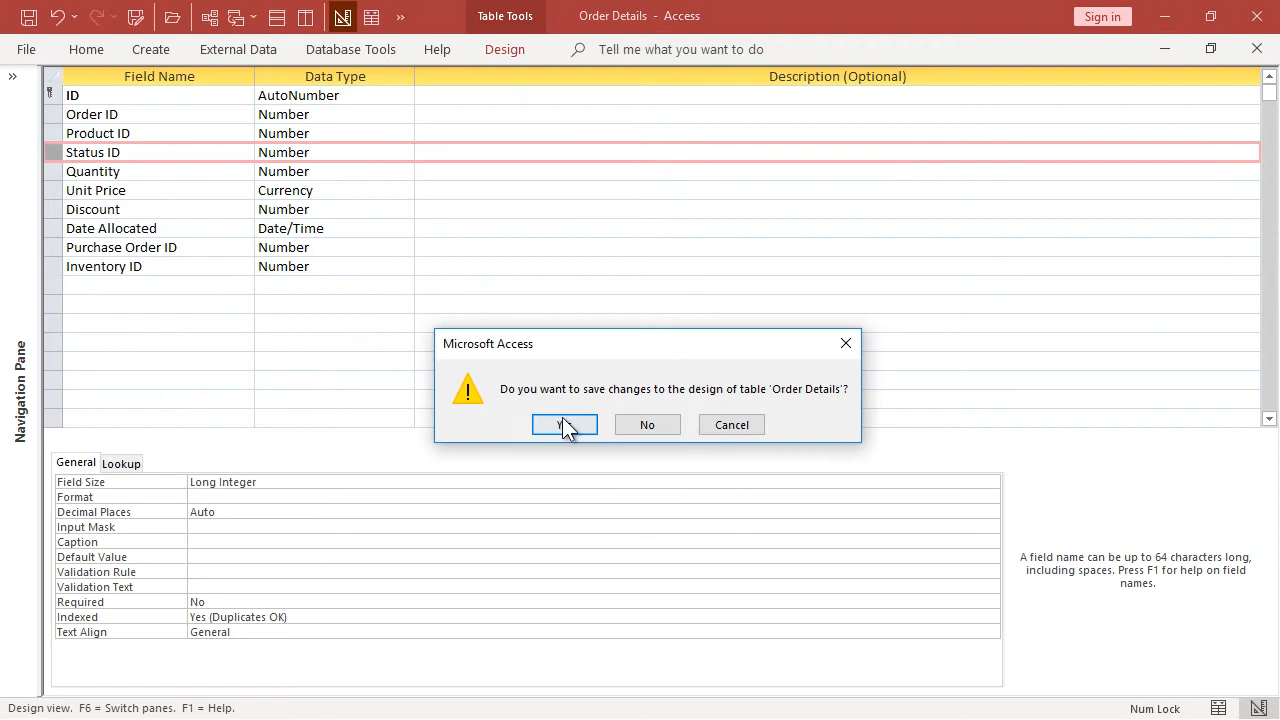 Table Tools
Order Details - Access
Sign in
File
Home
Create
External Data
Database Tools
Help
Design
Tell me what you want to do
Field Name
Data Type
Description (Optional)
ID
AutoNumber
Order ID
Number
Product ID
Number
Status ID
Number
Quantity
Number
Unit Price
Currency
Discount
Number
Date Allocated
Date/Time
Purchase Order ID
Number
Inventory ID
Number
Navigation Pane
Microsoft Access
Do you want to save changes to the design of table 'Order Details'?
No
Cancel
General
Lookup
Field Size
Long Integer
Format
Decimal Places
Auto
Input Mask
Caption
Default Value
Validation Rule
Validation Text
Required
No
Indexed
Yes (Duplicates OK)
Text Align
General
A field name can be up to 64 characters long,
including spaces. Press F1 for help on field
names.
Design view. F6 = Switch panes. F1 = Help.
Num Lock